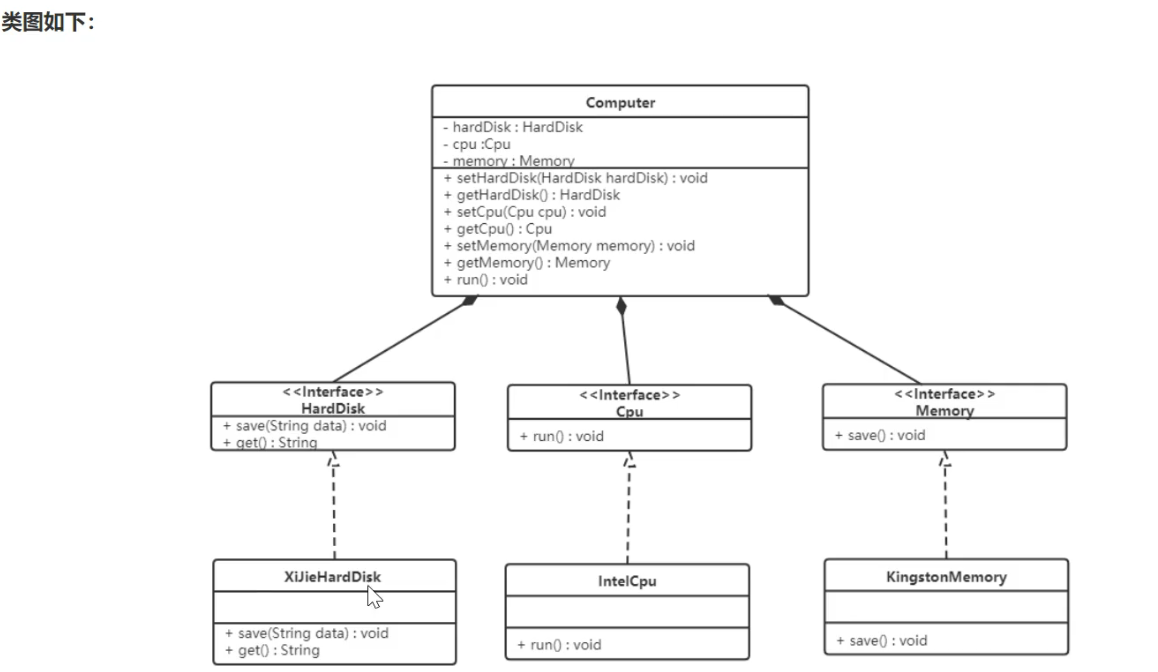 类图如下：
Computer
- hardDisk : HardDisk
- cpu :Cpu
- memory : Memory
+ setHardDisk(HardDisk hardDisk) : void
+ getHardDisk() : HardDisk
+ setCpu(Cpu cpu) : void
+ getCpu() : Cpu
+ setMemory(Memory memory) : void
+ getMemory() : Memory
+ run() : void
<<Interface>>
HardDisk
+ save(String data) : void
+ get() : String
<<Interface>>
Cpu
+ run() : void
<<Interface>>
Memory
+ save() : void
XiJieHardDisk
+ save(String data) : void
+ get() : String
IntelCpu
+ run() : void
KingstonMemory
+ save() : void